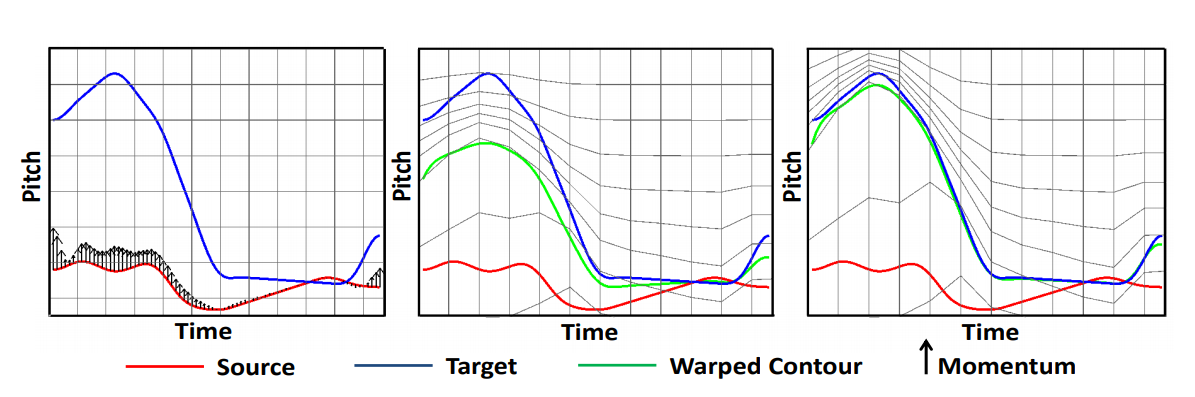 Pitch
Time
Pitch
Time
Pitch
Time
Source
Target
Warped Contour
Momentum